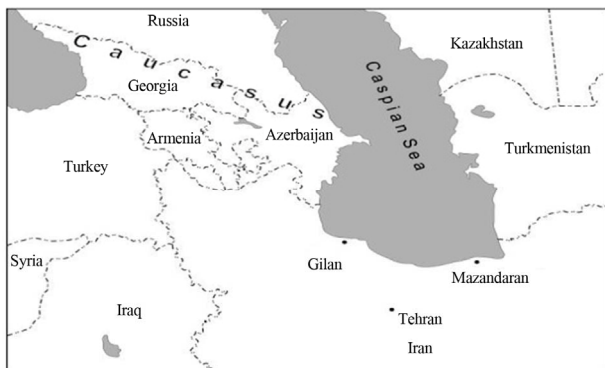 Russia
Kazakhstan
Caucasus
Georgia
Caspian Sea
Armenia
Azerbaijan
Turkmenistan
Turkey
Syria
Gilan
Mazandaran
Iraq
Tehran
Iran